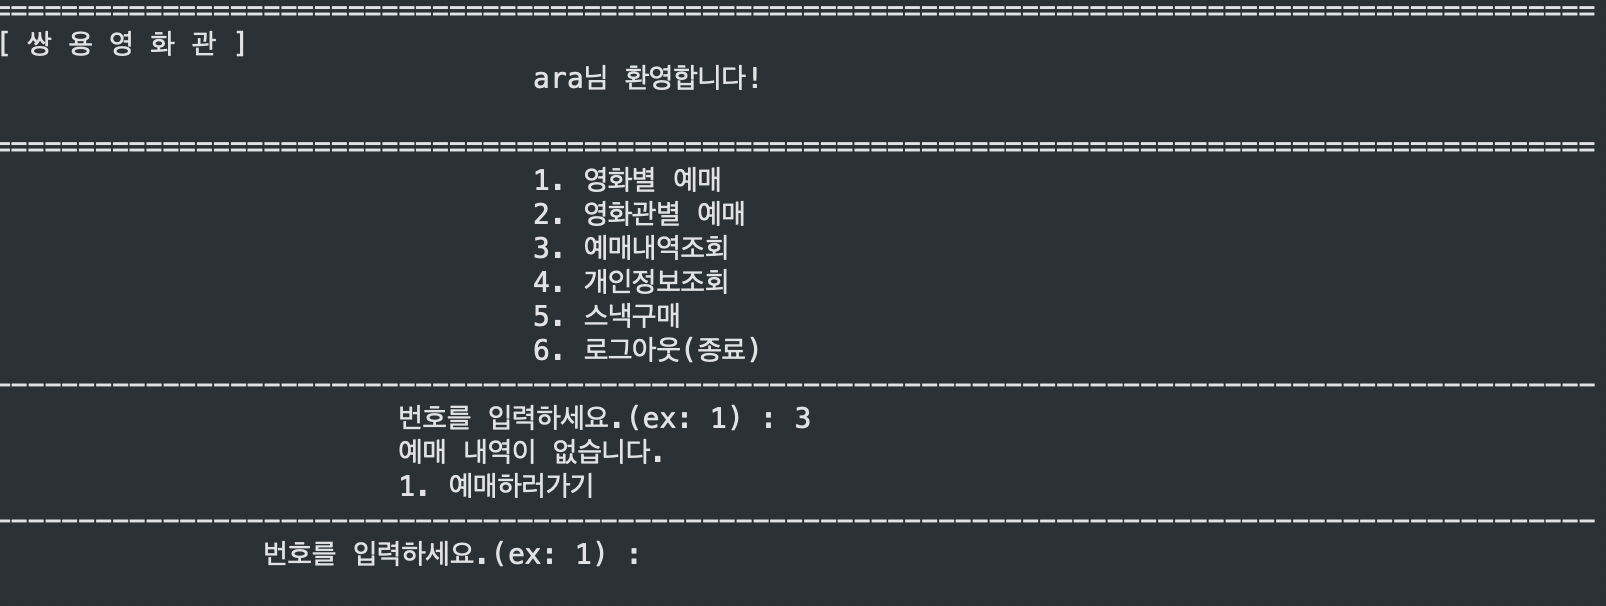 ===============================================================================================
[ 쌍 용 영 화 관 ]
ara님 환영합니다!
===============================================================================================
1. 영화별 예매
2. 영화관별 예매
3. 예매내역조회
4. 개인정보조회
5. 스낵구매
6. 로그아웃(종료)
-----------------------------------------------------------------------------------------------
번호를 입력하세요.(ex: 1) : 3
예매 내역이 없습니다.
1. 예매하러가기
-----------------------------------------------------------------------------------------------
번호를 입력하세요.(ex: 1) :